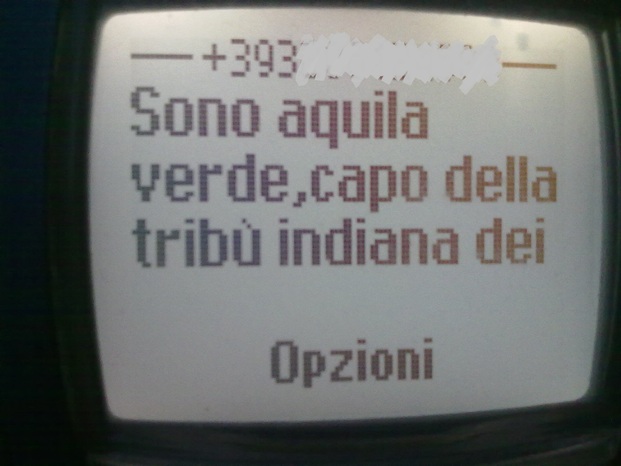 +393
Sono aquila
verde,capo della
tribù indiana dei
Opzioni